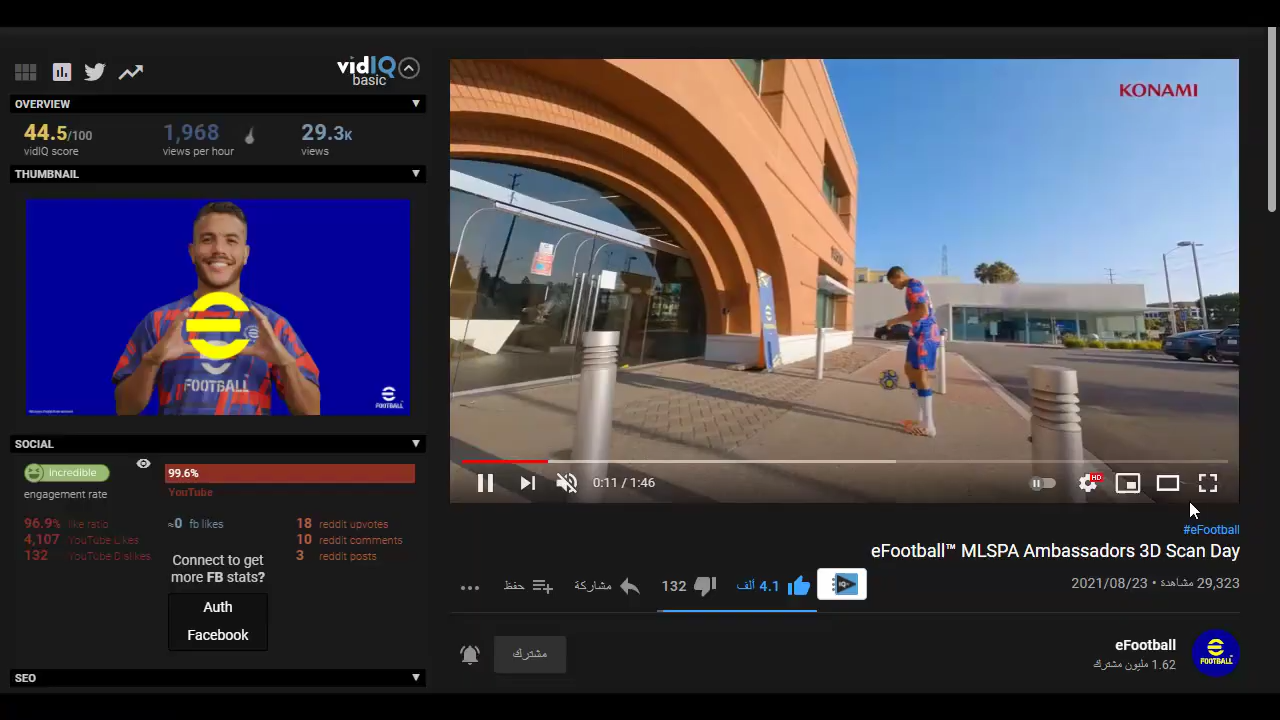 vidIQ
basic
OVERVIEW
44.5/100
vidIQ score
1,968
views per hour
29.3K
views
THUMBNAIL
FOOTBALL
FOOTBALL
SOCIAL
incredible
engagement rate
99.6%
YouTube
96.9% like ratio
4,107 YouTube Likes
132 YouTube Dislikes
≈0 fb likes
Connect to get
more FB stats?
Auth
Facebook
18 reddit upvotes
10 reddit comments
3 reddit posts
SEO
KONAMI
0:11 / 1:46
HD
#eFootball
eFootball™ MLSPA Ambassadors 3D Scan Day
29,323 مشاهدة • 2021/08/23
4.1 ألف
132
مشاركة
حفظ
eFootball
1.62 مليون مشترك
FOOTBALL
مشترك